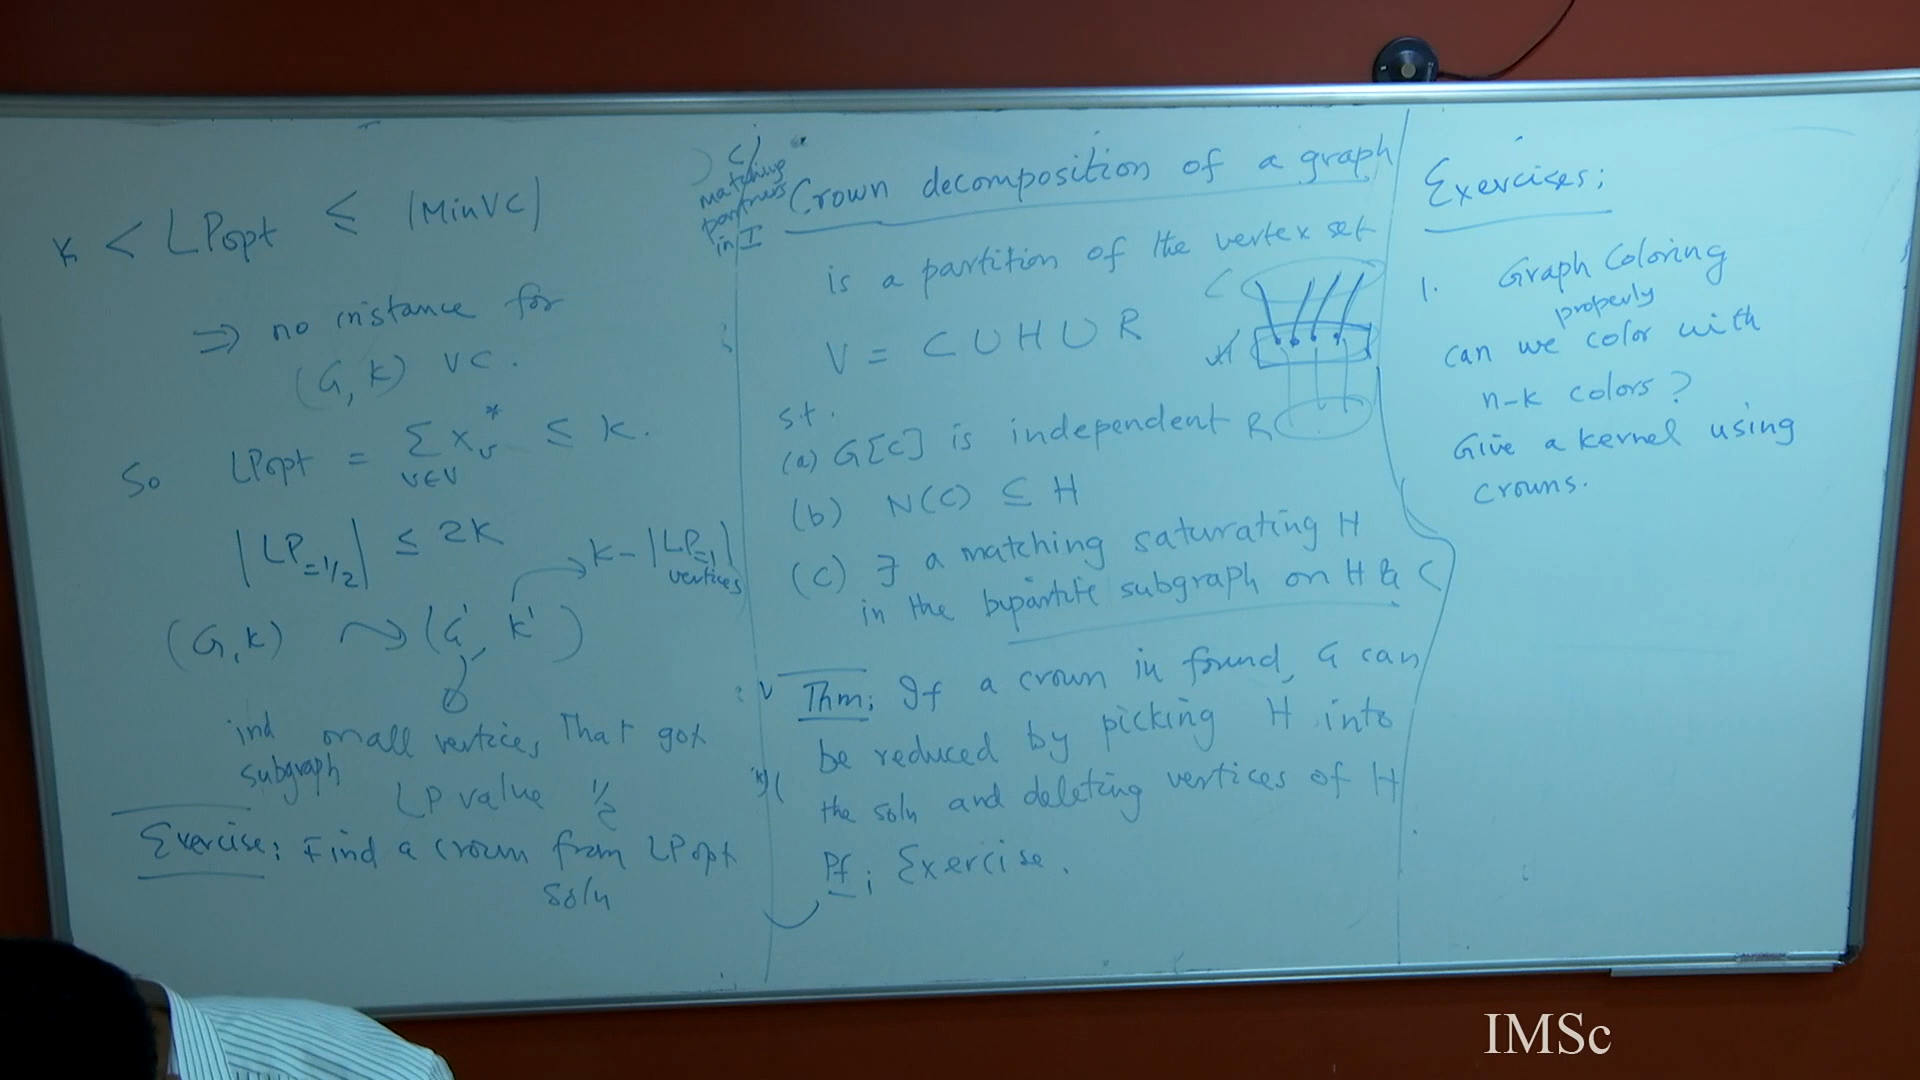 k < LPopt ≤ |MinVC|
⇒ no instance for
(G, k) VC.
So LPopt = Σ x*v ≤ k.
v∈V
|LP=1/2| ≤ 2k
→ k - |LP=1|
vertices
(G, k) ⤳ (G', k')
ind subgraph on all vertices that got
LP value 1/2
Exercise: Find a crown from LPopt
soln
C)
matching
partners
in I
Crown decomposition of a graph
is a partition of the vertex set
V = C ∪ H ∪ R
s.t.
(a) G[C] is independent
(b) N(C) ⊆ H
(c) ∃ a matching saturating H
in the bipartite subgraph on H & C
C
H
R
Thm: If a crown in found, G can
be reduced by picking H into
the soln and deleting vertices of H
Pf: Exercise.
Exercises:
1. Graph Coloring
properly
can we color with
n-k colors?
Give a kernel using
crowns.
IMSc